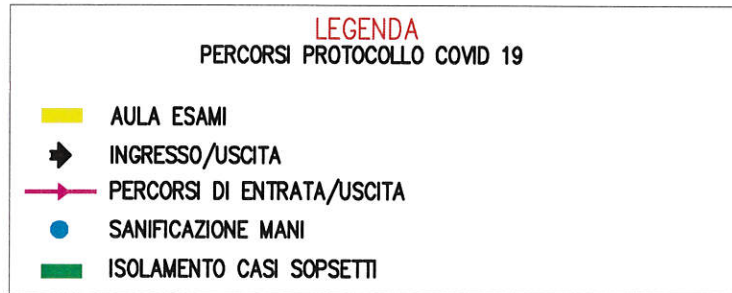 LEGENDA
PERCORSI PROTOCOLLO COVID 19
AULA ESAMI
INGRESSO/USCITA
PERCORSI DI ENTRATA/USCITA
SANIFICAZIONE MANI
ISOLAMENTO CASI SOPSETTI